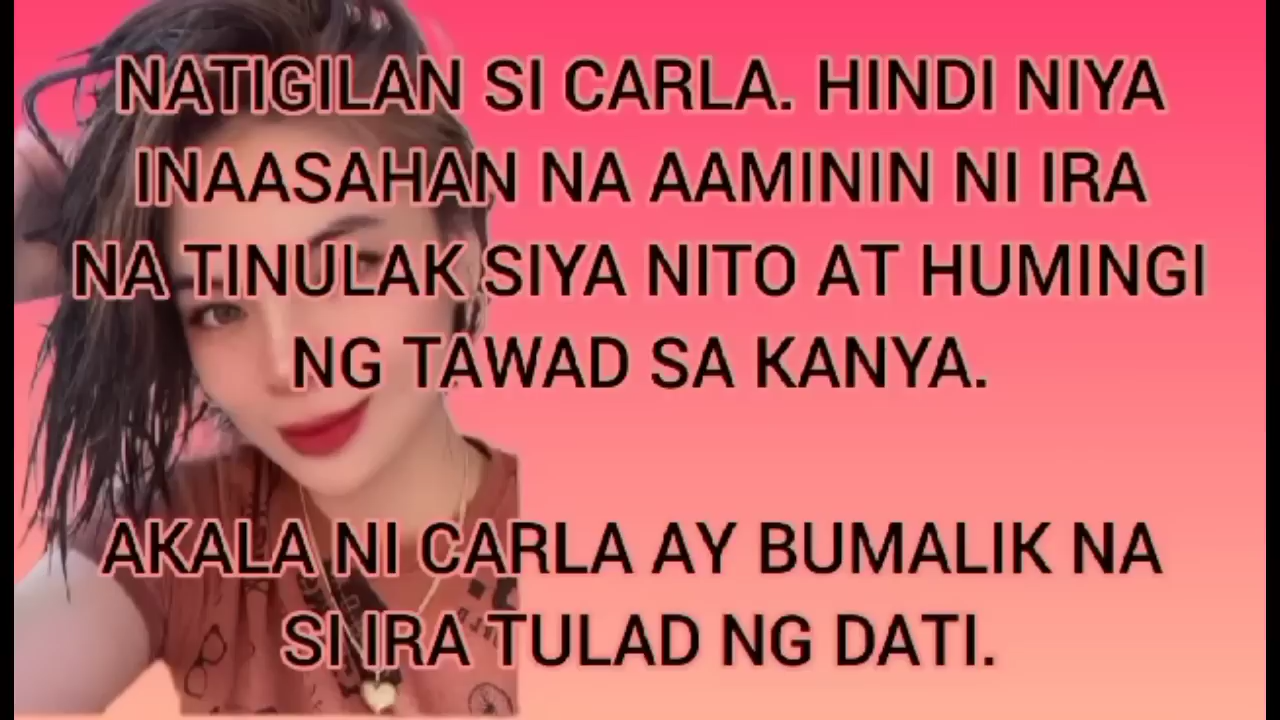 NATIGILAN SI CARLA. HINDI NIYA
INAASAHAN NA AAMININ NI IRA
NA TINULAK SIYA NITO AT HUMINGI
NG TAWAD SA KANYA.
AKALA NI CARLA AY BUMALIK NA
SI IRA TULAD NG DATI.